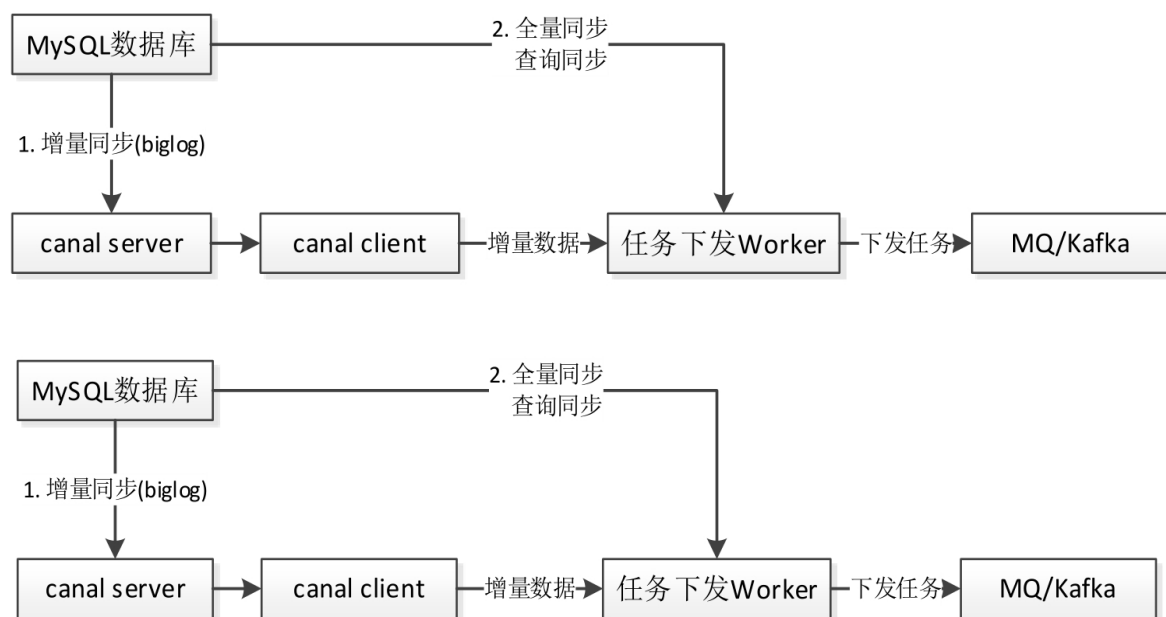 MySQL数据库
2. 全量同步
查询同步
1. 增量同步(biglog)
canal server
canal client
增量数据
任务下发Worker
下发任务
MQ/Kafka
MySQL数据库
2. 全量同步
查询同步
1. 增量同步(biglog)
canal server
canal client
增量数据
任务下发Worker
下发任务
MQ/Kafka